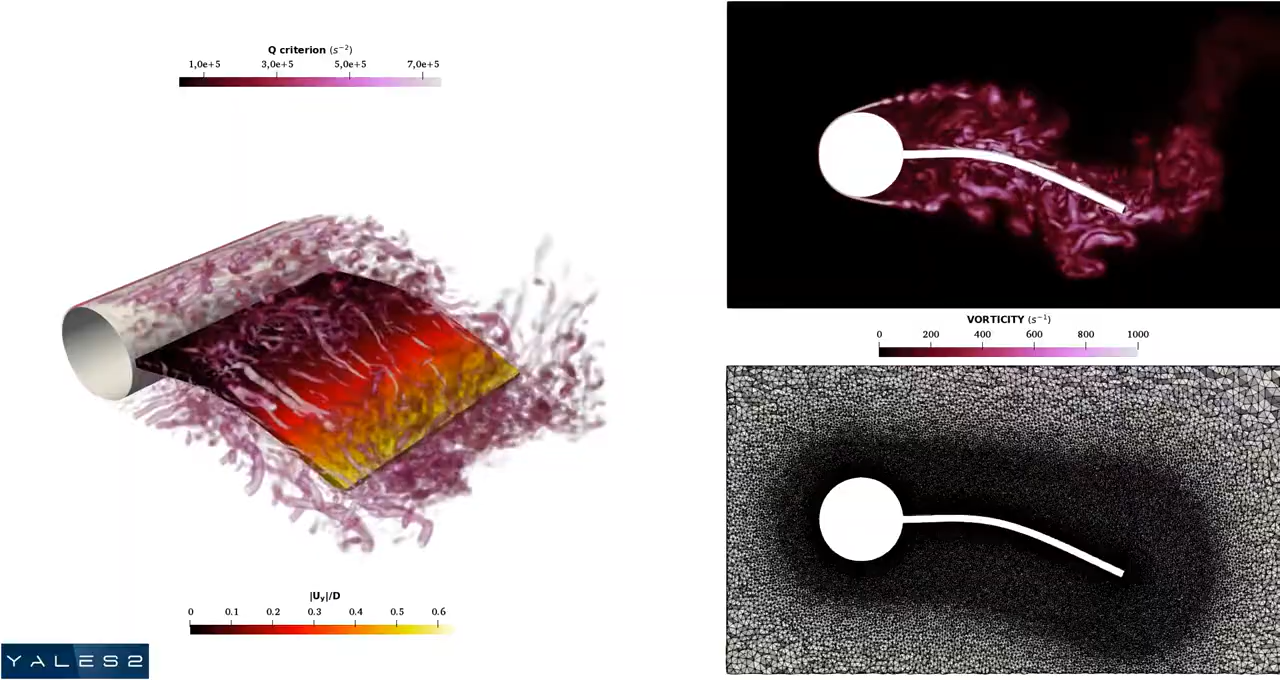 Q criterion (s⁻²)
1,0e+5 3,0e+5 5,0e+5 7,0e+5
|Uy|/D
0 0.1 0.2 0.3 0.4 0.5 0.6
YALES2
VORTICITY (s⁻¹)
0 200 400 600 800 1000